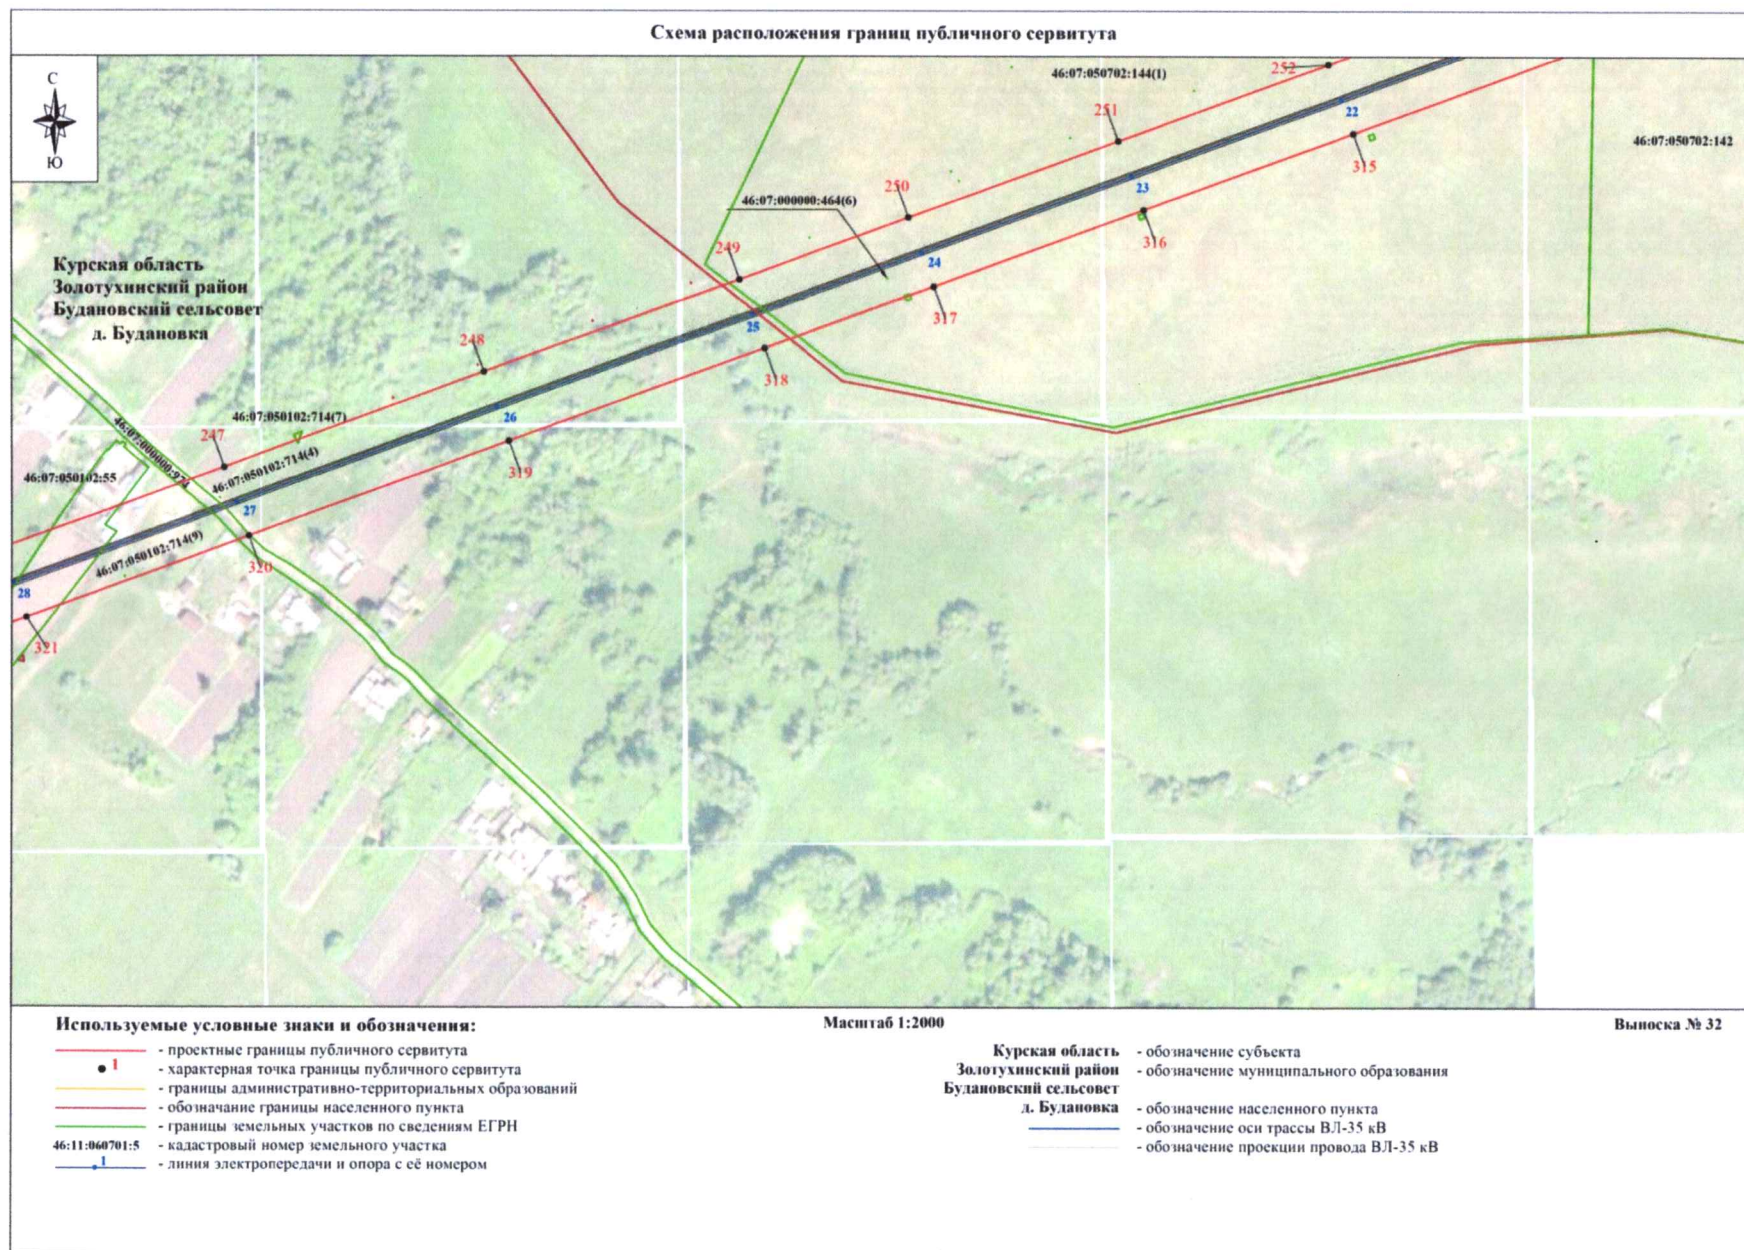 Схема расположения границ публичного сервитута
С
Ю
46:07:050702:144(1)
252
251
22
315
46:07:050702:142
250
46:07:000000:464(6)
23
316
249
24
317
Курская область
Золотухинский район
Будановский сельсовет
д. Будановка
25
248
318
46:07:050102:714(7)
26
247
319
46:07:000000:974
46:07:050102:714(4)
46:07:050102:55
27
46:07:050102:714(9)
320
28
321
Используемые условные знаки и обозначения:
Масштаб 1:2000
Выноска № 32
- проектные границы публичного сервитута
1 - характерная точка границы публичного сервитута
- границы административно-территориальных образований
- обозначание границы населенного пункта
- границы земельных участков по сведениям ЕГРН
46:11:060701:5 - кадастровый номер земельного участка
1 - линия электропередачи и опора с её номером
Курская область - обозначение субъекта
Золотухинский район - обозначение муниципального образования
Будановский сельсовет
д. Будановка - обозначение населенного пункта
- обозначение оси трассы ВЛ-35 кВ
- обозначение проекции провода ВЛ-35 кВ